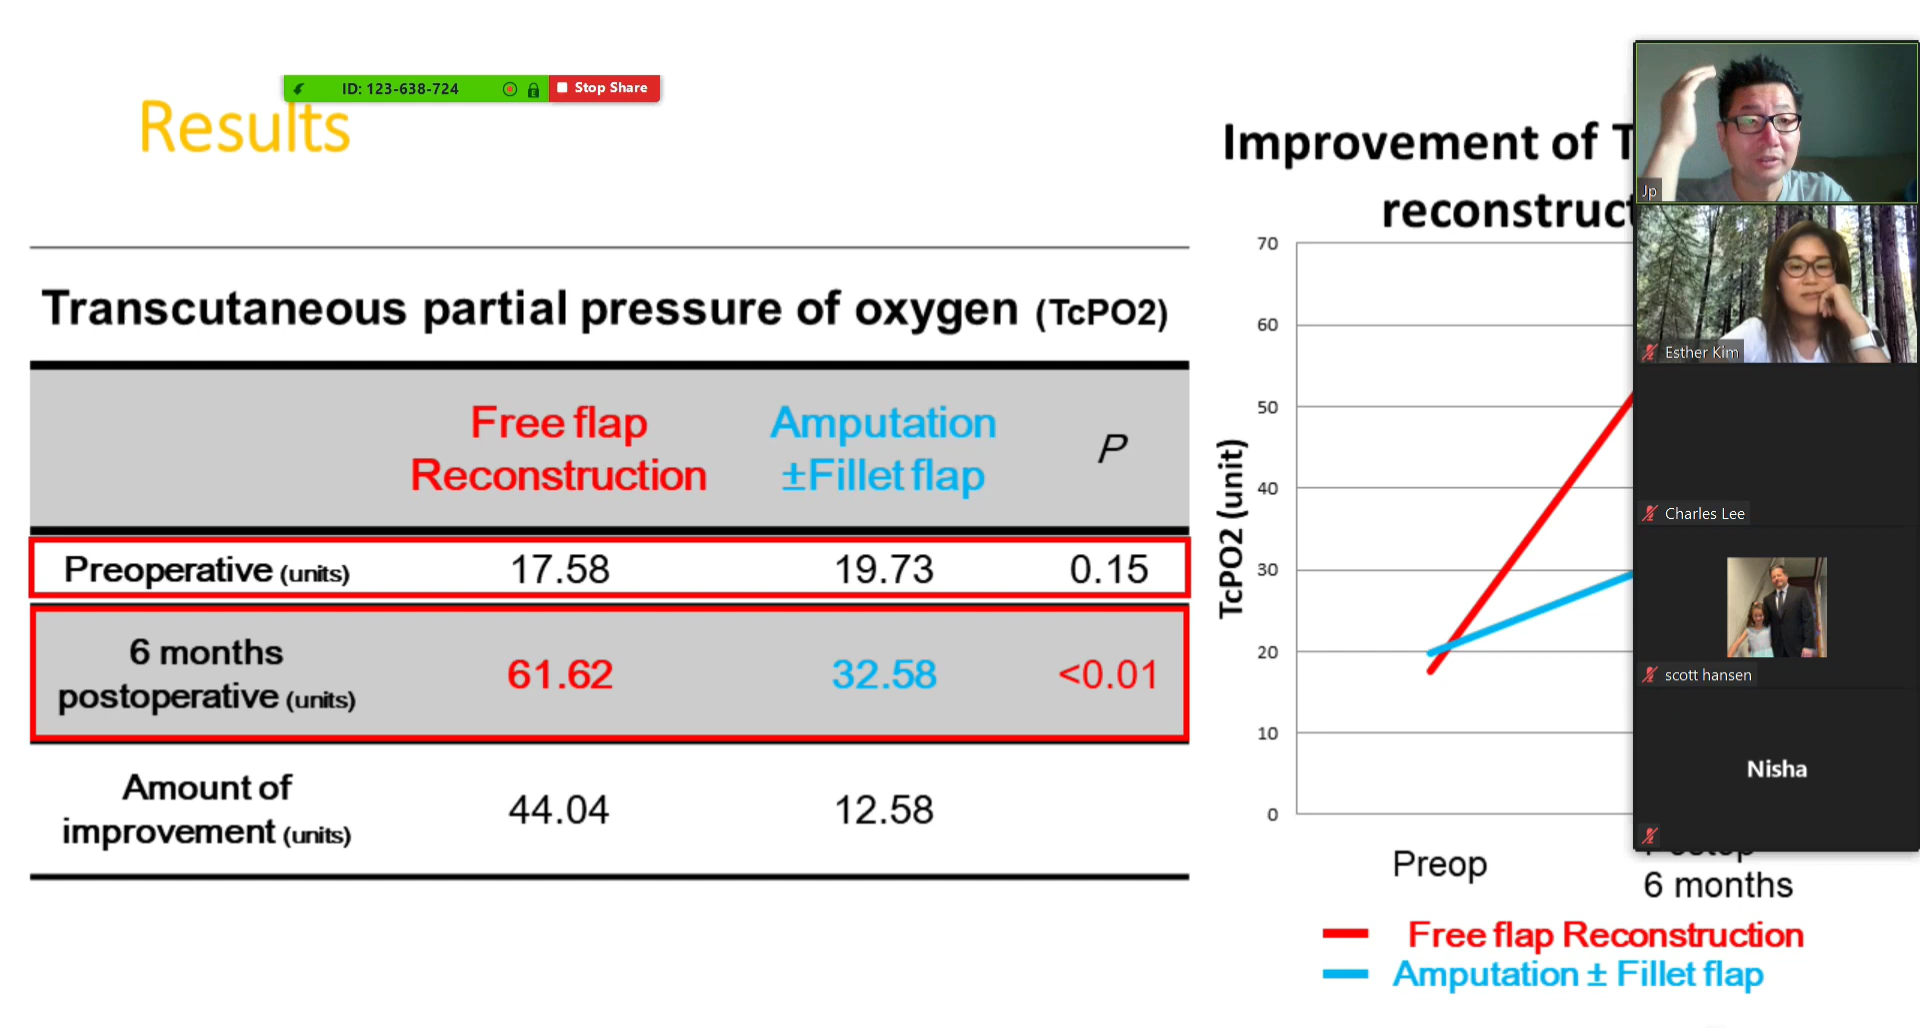 ID: 123-638-724
Stop Share
Results
Transcutaneous partial pressure of oxygen (TcPO2)
Free flap Reconstruction
Amputation ±Fillet flap
P
Preoperative (units) 17.58 19.73 0.15
6 months postoperative (units) 61.62 32.58 <0.01
Amount of improvement (units) 44.04 12.58
Improvement of T
reconstruct
TcPO2 (unit)
70
60
50
40
30
20
10
0
Preop
6 months
Free flap Reconstruction
Amputation ± Fillet flap
Jp
Esther Kim
Charles Lee
scott hansen
Nisha